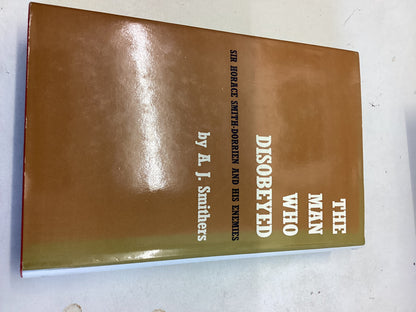 THE
MAN
WHO
DISOBEYED
SIR HORACE SMITH-DORRIEN AND HIS ENEMIES
by A. J. Smithers